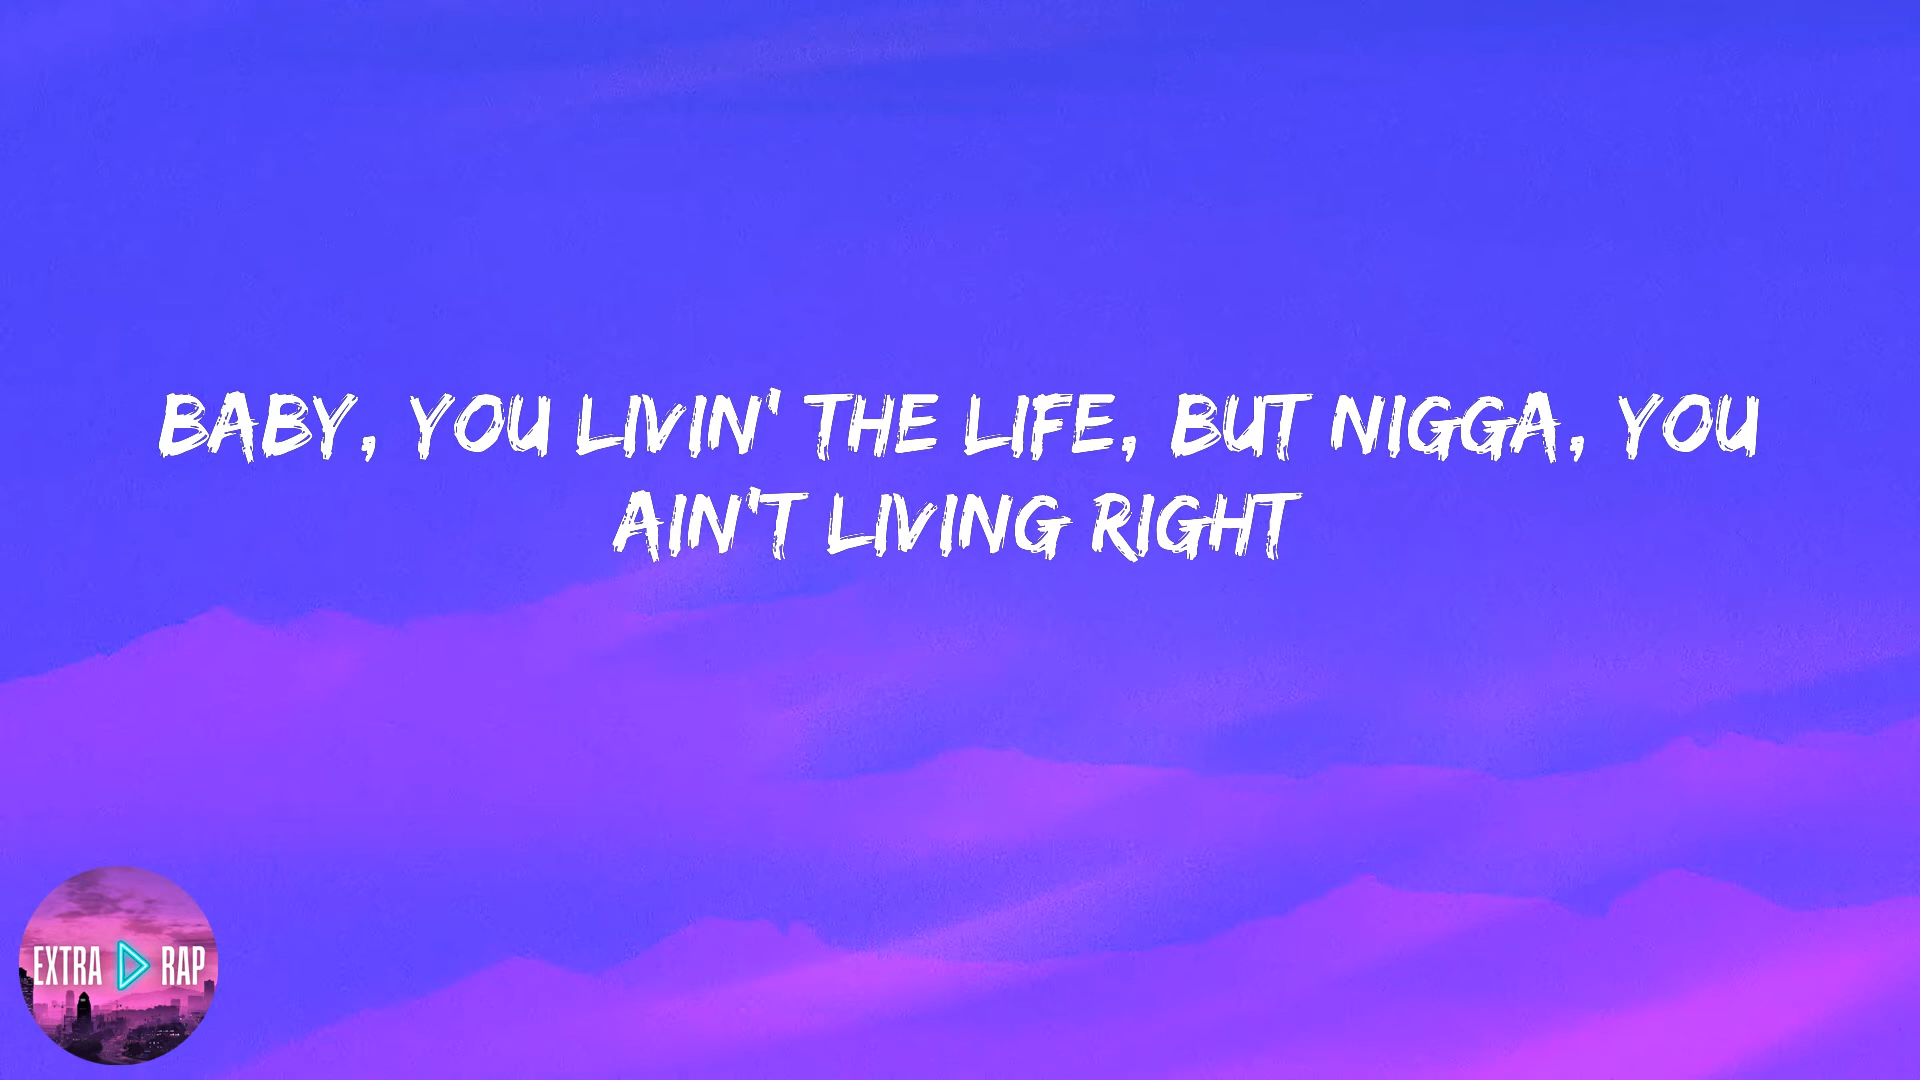 BABY, YOU LIVIN' THE LIFE, BUT NIGGA, YOU
AIN'T LIVING RIGHT
EXTRA RAP